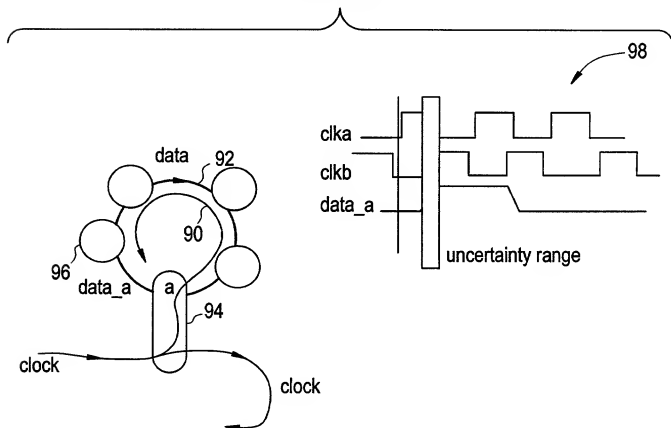 98
clka
clkb
data_a
uncertainty range
data
92
90
96
data_a
a
94
clock
clock